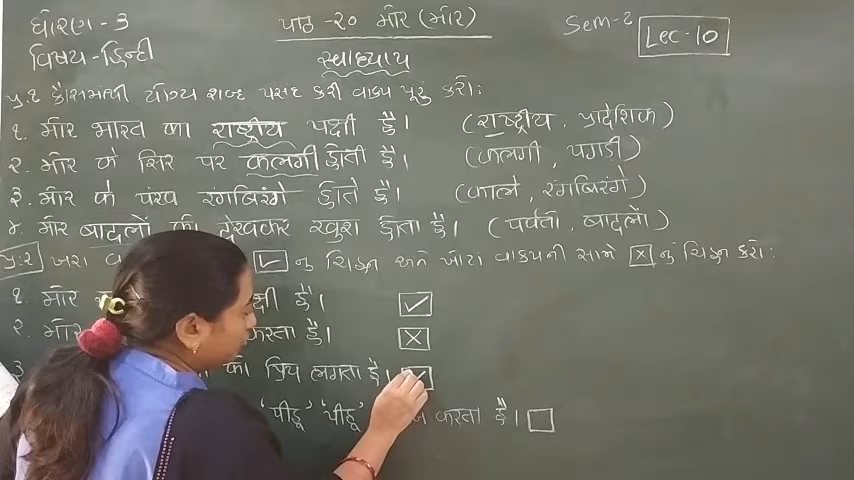 ધોરણ - 3
પાઠ -૨૦ મોર (मोर)
Sem-2
Lec-10
વિષય-હિન્દી
સ્વાધ્યાય
પ્ર.૧ કૌંસમાંથી યોગ્ય શબ્દ પસંદ કરી વાક્ય પૂરું કરો:
१. मोर भारत का राष्ट्रीय पक्षी है। (राष्ट्रीय, प्रादेशिक)
२. मोर के सिर पर कलगी होती है। (कलगी, पगड़ी)
३. मोर के पंख रंगबिरंगे होते है। (काले, रंगबिरंगे)
४. मोर बादलों को देखकर खुश होता है। (पर्वतों, बादलों)
પ્ર:૨ ખરા ☑ નું ચિહ્ન અને ખોટા વાક્યની સામે ☒ નું ચિહ્ન કરો:
१. मोर है। ☑
२. मोर करता है। ☒
3 को प्रिय लगता है।
'पीहू' 'पीहू' करता है। ☐